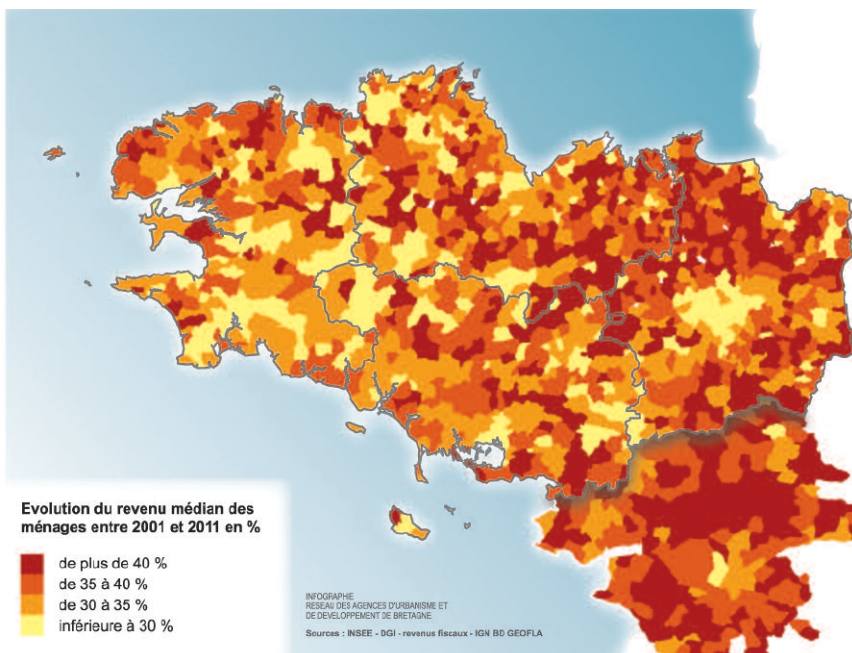 Evolution du revenu médian des
ménages entre 2001 et 2011 en %
de plus de 40 %
de 35 à 40 %
de 30 à 35 %
inférieure à 30 %
INFOGRAPHIE
RESEAU DES AGENCES D'URBANISME ET
DE DEVELOPPEMENT DE BRETAGNE
Sources : INSEE - DGI - revenus fiscaux - IGN BD GEOFLA